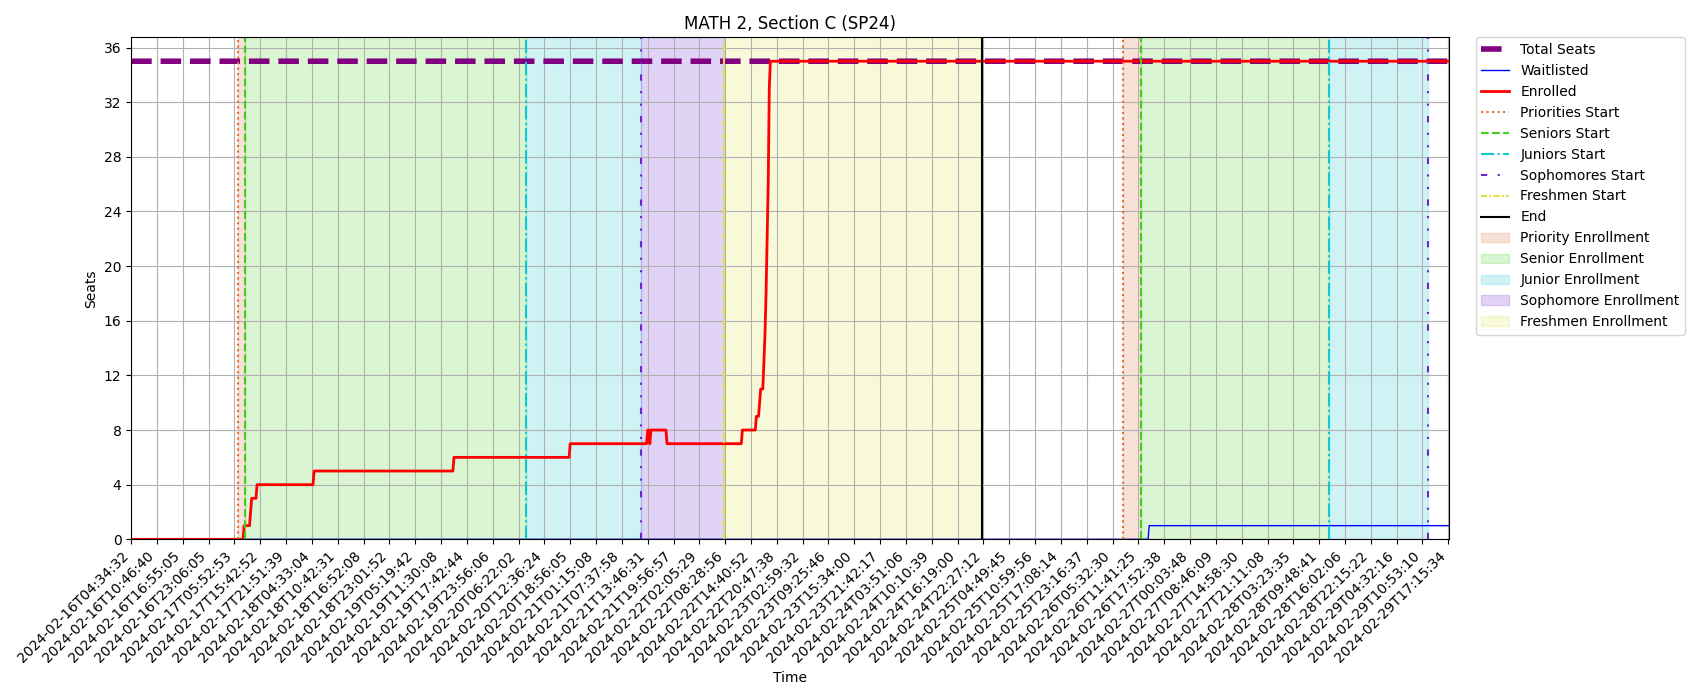 MATH 2, Section C (SP24)
Seats
36
32
28
24
20
16
12
8
4
0
2024-02-16T04:34:32
2024-02-16T10:46:40
2024-02-16T16:55:05
2024-02-16T23:06:05
2024-02-17T05:52:53
2024-02-17T15:42:52
2024-02-17T21:51:39
2024-02-18T04:33:04
2024-02-18T10:42:31
2024-02-18T16:52:08
2024-02-18T23:01:52
2024-02-19T05:19:42
2024-02-19T11:30:08
2024-02-19T17:42:44
2024-02-19T23:56:06
2024-02-20T06:22:02
2024-02-20T12:36:24
2024-02-20T18:56:05
2024-02-21T01:15:08
2024-02-21T07:37:58
2024-02-21T13:46:31
2024-02-21T19:56:57
2024-02-22T02:05:29
2024-02-22T08:28:56
2024-02-22T14:40:52
2024-02-22T20:47:38
2024-02-23T02:59:32
2024-02-23T09:25:46
2024-02-23T15:34:00
2024-02-23T21:42:17
2024-02-24T03:51:06
2024-02-24T10:10:39
2024-02-24T16:19:00
2024-02-24T22:27:12
2024-02-25T04:49:45
2024-02-25T10:59:56
2024-02-25T17:08:14
2024-02-25T23:16:37
2024-02-26T05:32:30
2024-02-26T11:41:25
2024-02-26T17:52:38
2024-02-27T00:03:48
2024-02-27T08:46:09
2024-02-27T14:58:30
2024-02-27T21:11:08
2024-02-28T03:23:35
2024-02-28T09:48:41
2024-02-28T16:02:06
2024-02-28T22:15:22
2024-02-29T04:32:16
2024-02-29T10:53:10
2024-02-29T17:15:34
Time
Total Seats
Waitlisted
Enrolled
Priorities Start
Seniors Start
Juniors Start
Sophomores Start
Freshmen Start
End
Priority Enrollment
Senior Enrollment
Junior Enrollment
Sophomore Enrollment
Freshmen Enrollment